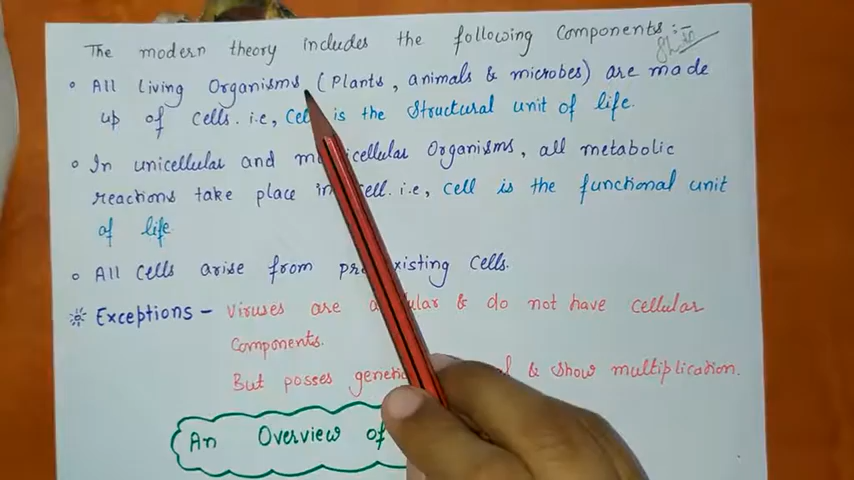 The modern theory includes the following Components:-
All Living Organisms (Plants, animals & microbes) are made
up of cells. i.e, is the Structural unit of life.
In unicellular and Organisms, all metabolic
reactions take place in cell. i.e, cell is the functional unit
of life
All Cells arise from cells.
Exceptions - Viruses are & do not have cellular
Components.
But posses & show multiplication.
An Overview of